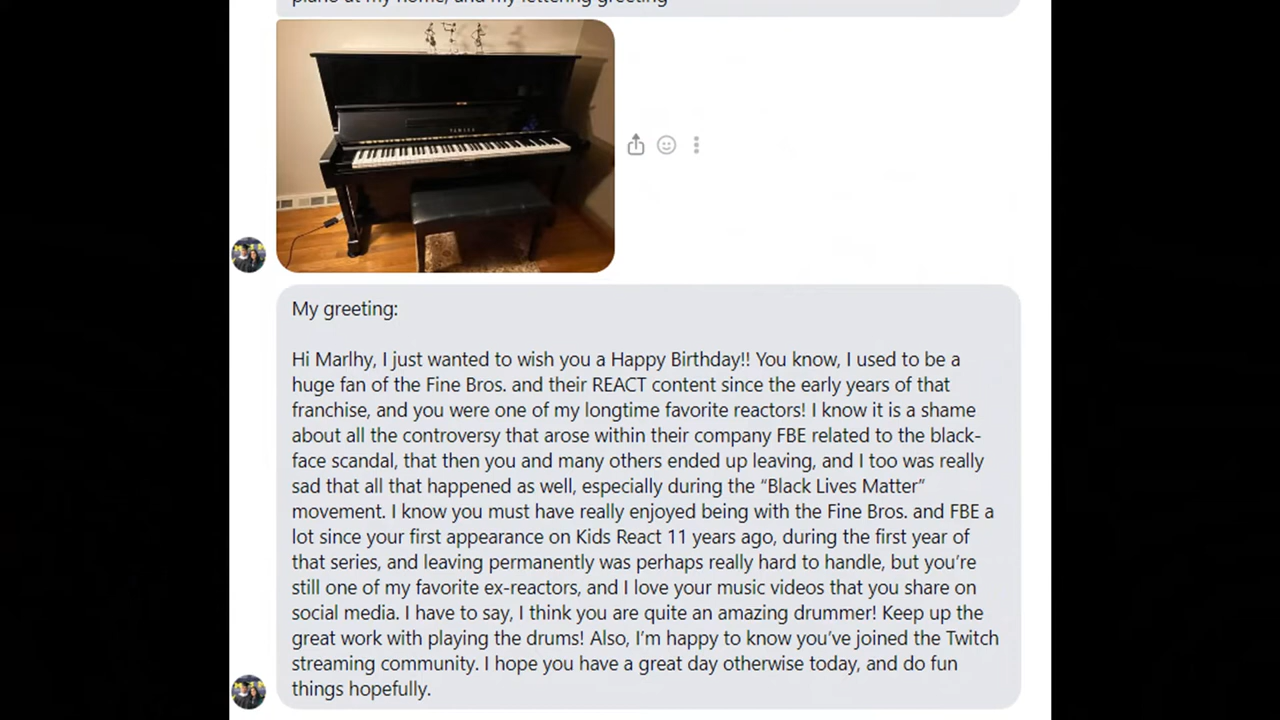 piano at my home, and my lettering greeting
YAMAHA
My greeting:
Hi Marlhy, I just wanted to wish you a Happy Birthday!! You know, I used to be a
huge fan of the Fine Bros. and their REACT content since the early years of that
franchise, and you were one of my longtime favorite reactors! I know it is a shame
about all the controversy that arose within their company FBE related to the black-
face scandal, that then you and many others ended up leaving, and I too was really
sad that all that happened as well, especially during the “Black Lives Matter”
movement. I know you must have really enjoyed being with the Fine Bros. and FBE a
lot since your first appearance on Kids React 11 years ago, during the first year of
that series, and leaving permanently was perhaps really hard to handle, but you’re
still one of my favorite ex-reactors, and I love your music videos that you share on
social media. I have to say, I think you are quite an amazing drummer! Keep up the
great work with playing the drums! Also, I’m happy to know you’ve joined the Twitch
streaming community. I hope you have a great day otherwise today, and do fun
things hopefully.